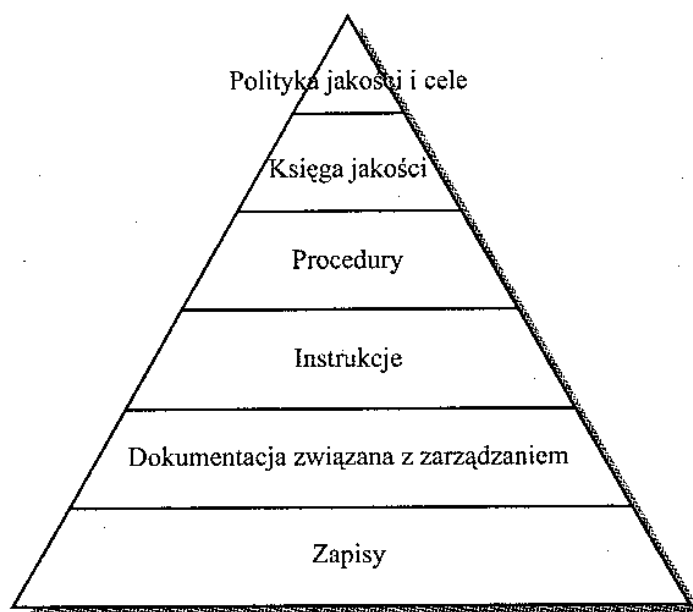 Polityka jakości i cele
Księga jakości
Procedury
Instrukcje
Dokumentacja związana z zarządzaniem
Zapisy